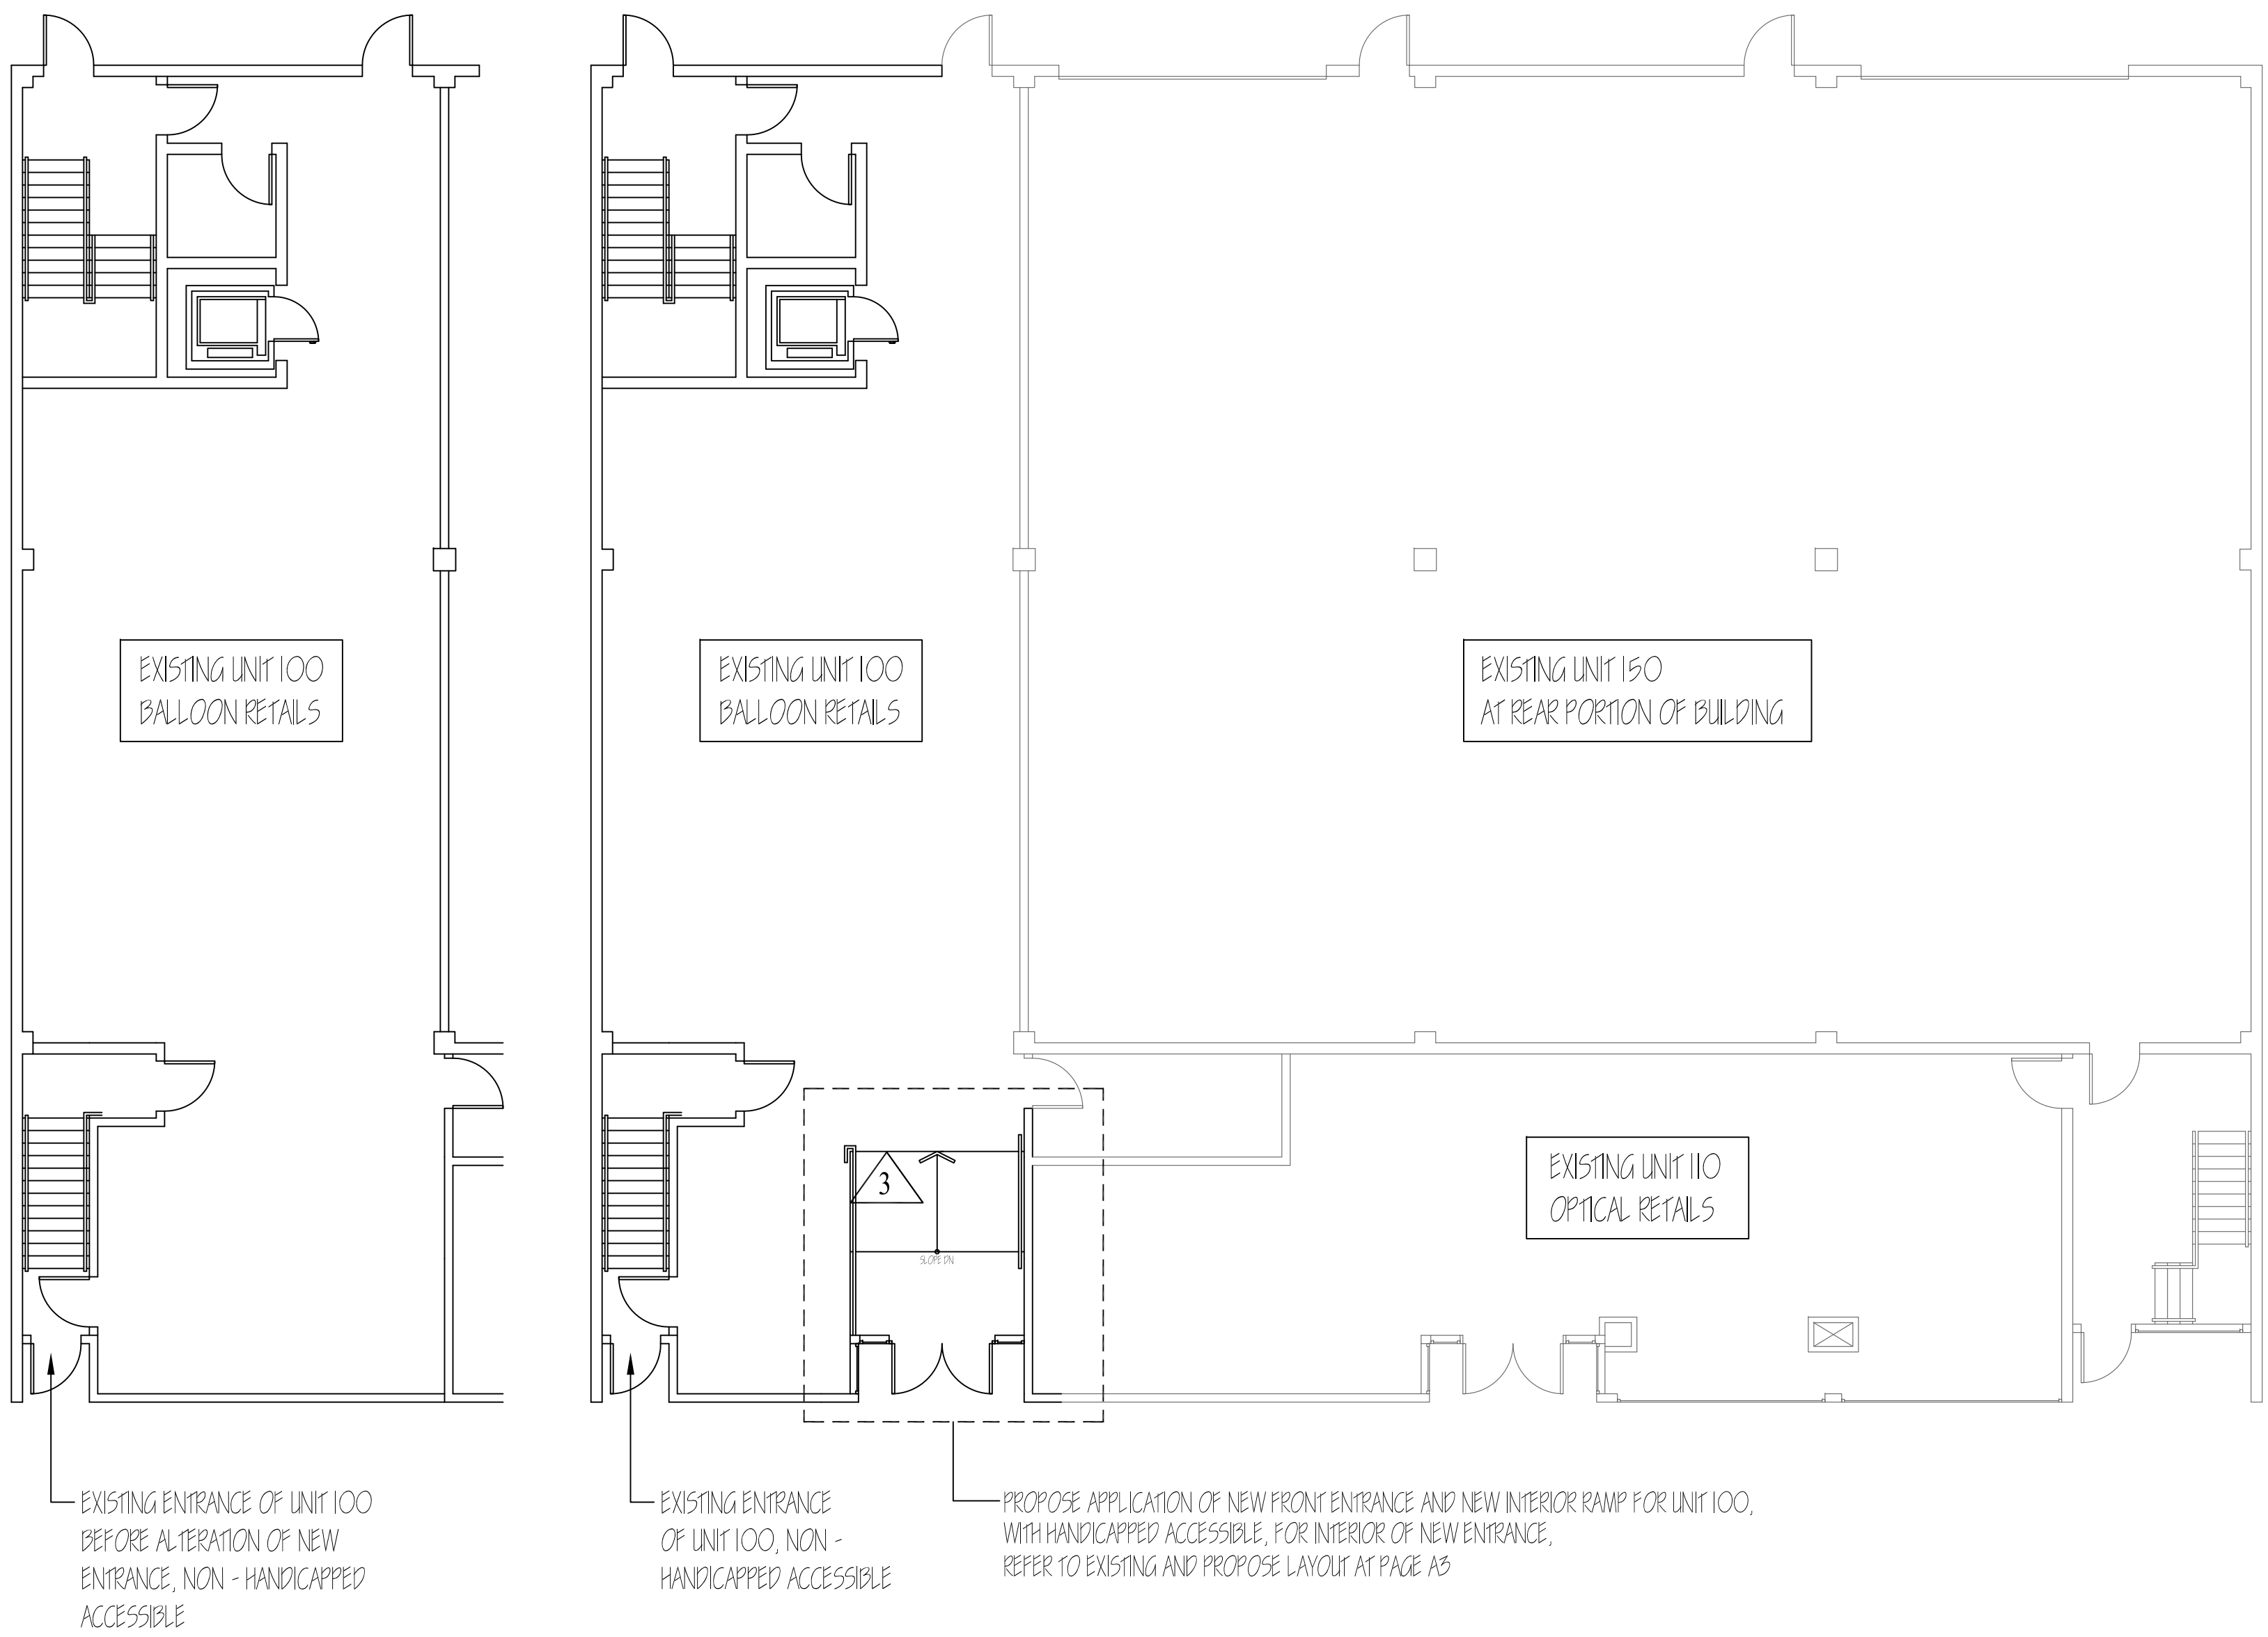 EXISTING UNIT 100
BALLOON RETAILS
EXISTING UNIT 100
BALLOON RETAILS
EXISTING UNIT 150
AT REAR PORTION OF BUILDING
EXISTING UNIT 110
OPTICAL RETAILS
3
SLOPE DN
EXISTING ENTRANCE OF UNIT 100
BEFORE ALTERATION OF NEW
ENTRANCE, NON - HANDICAPPED
ACCESSIBLE
EXISTING ENTRANCE
OF UNIT 100, NON -
HANDICAPPED ACCESSIBLE
PROPOSE APPLICATION OF NEW FRONT ENTRANCE AND NEW INTERIOR RAMP FOR UNIT 100,
WITH HANDICAPPED ACCESSIBLE, FOR INTERIOR OF NEW ENTRANCE,
REFER TO EXISTING AND PROPOSE LAYOUT AT PAGE A3